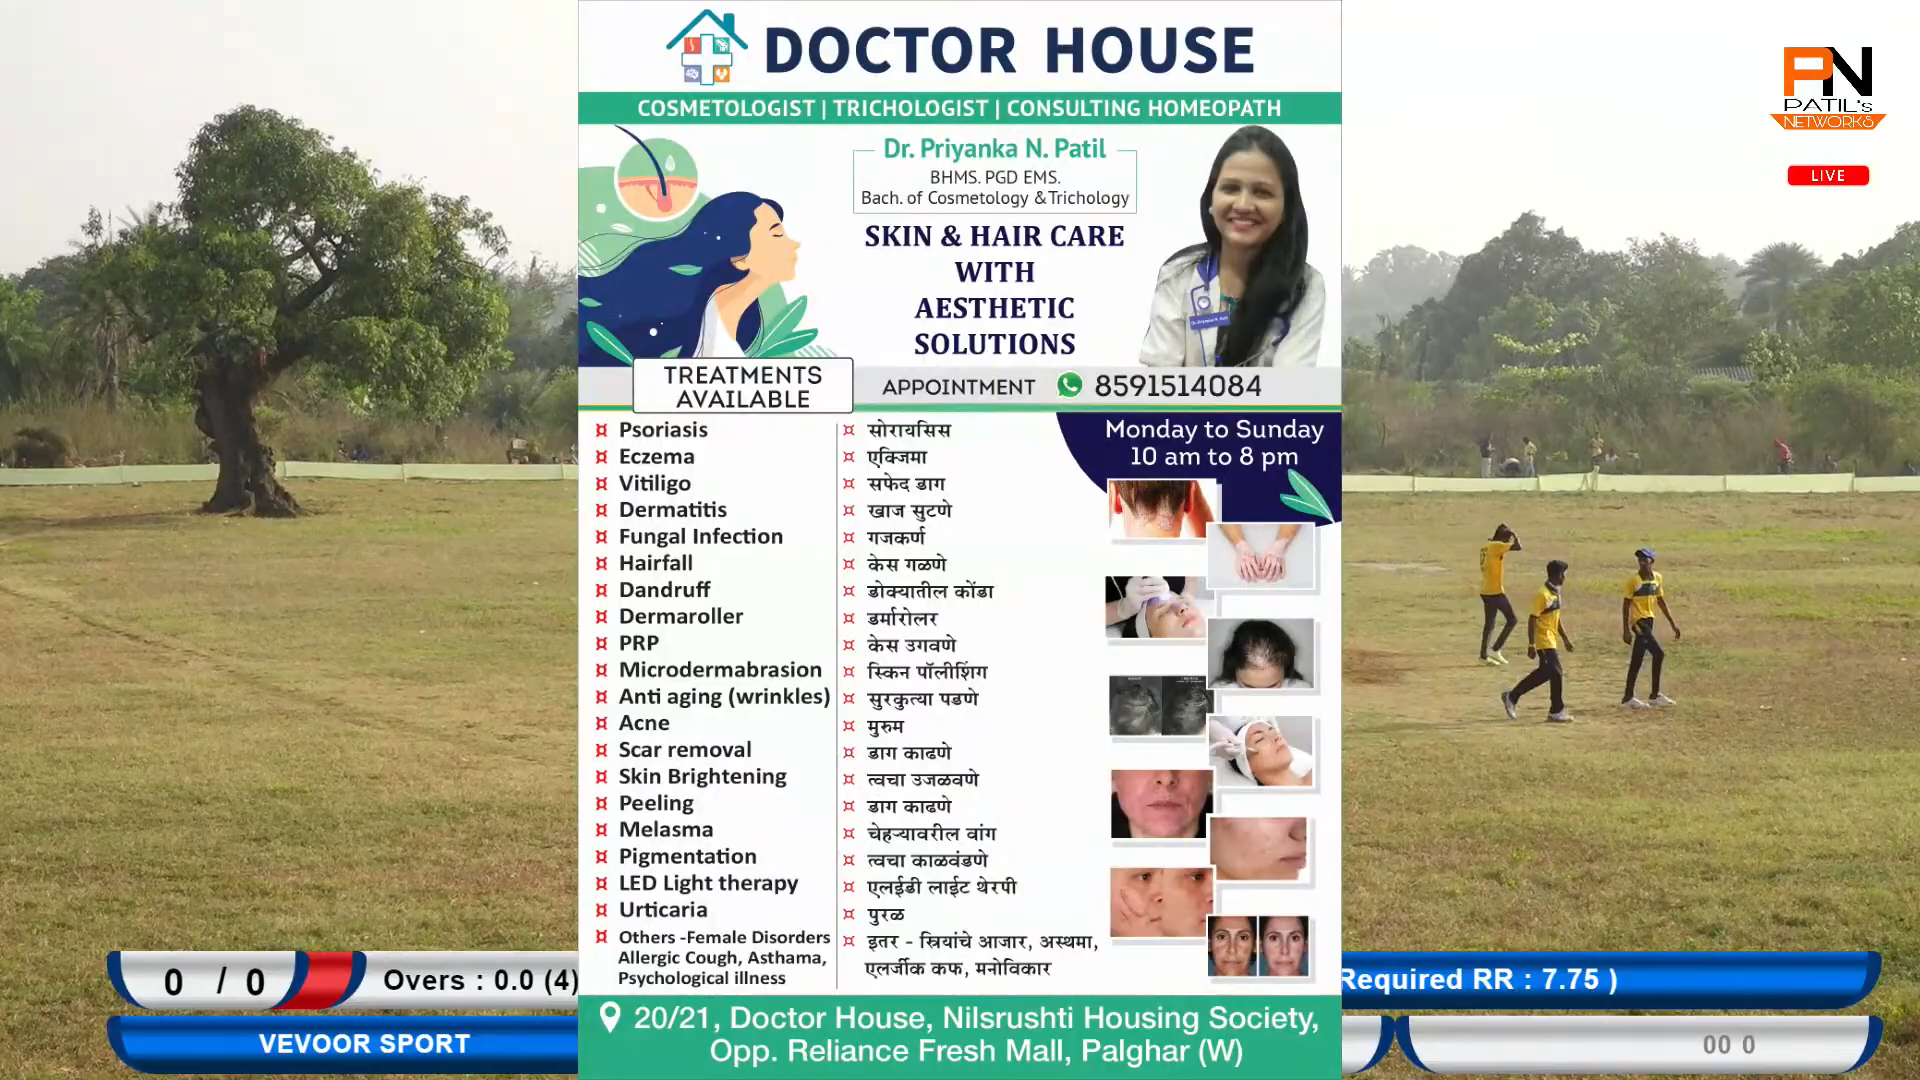 DOCTOR HOUSE
COSMETOLOGIST | TRICHOLOGIST | CONSULTING HOMEOPATH
Dr. Priyanka N. Patil
BHMS. PGD EMS.
Bach. of Cosmetology & Trichology
SKIN & HAIR CARE
WITH
AESTHETIC
SOLUTIONS
TREATMENTS
AVAILABLE
APPOINTMENT 8591514084
Monday to Sunday
10 am to 8 pm
Psoriasis
Eczema
Vitiligo
Dermatitis
Fungal Infection
Hairfall
Dandruff
Dermaroller
PRP
Microdermabrasion
Anti aging (wrinkles)
Acne
Scar removal
Skin Brightening
Peeling
Melasma
Pigmentation
LED Light therapy
Urticaria
Others -Female Disorders
Allergic Cough, Asthama,
Psychological illness
सोरायसिस
एक्जिमा
सफेद डाग
खाज सुटणे
गजकर्ण
केस गळणे
डोक्यातील कोंडा
डर्मारोलर
केस उगवणे
स्किन पॉलीशिंग
सुरकुत्या पडणे
मुरुम
डाग काढणे
त्वचा उजळवणे
डाग काढणे
चेहऱ्यावरील वांग
त्वचा काळवंडणे
एलईडी लाईट थेरपी
पुरळ
इतर - स्त्रियांचे आजार, अस्थमा,
एलर्जीक कफ, मनोविकार
20/21, Doctor House, Nilsrushti Housing Society,
Opp. Reliance Fresh Mall, Palghar (W)
PN
PATIL's
NETWORKS
LIVE
0 / 0
Overs : 0.0 (4)
Required RR : 7.75 )
VEVOOR SPORT
00 0